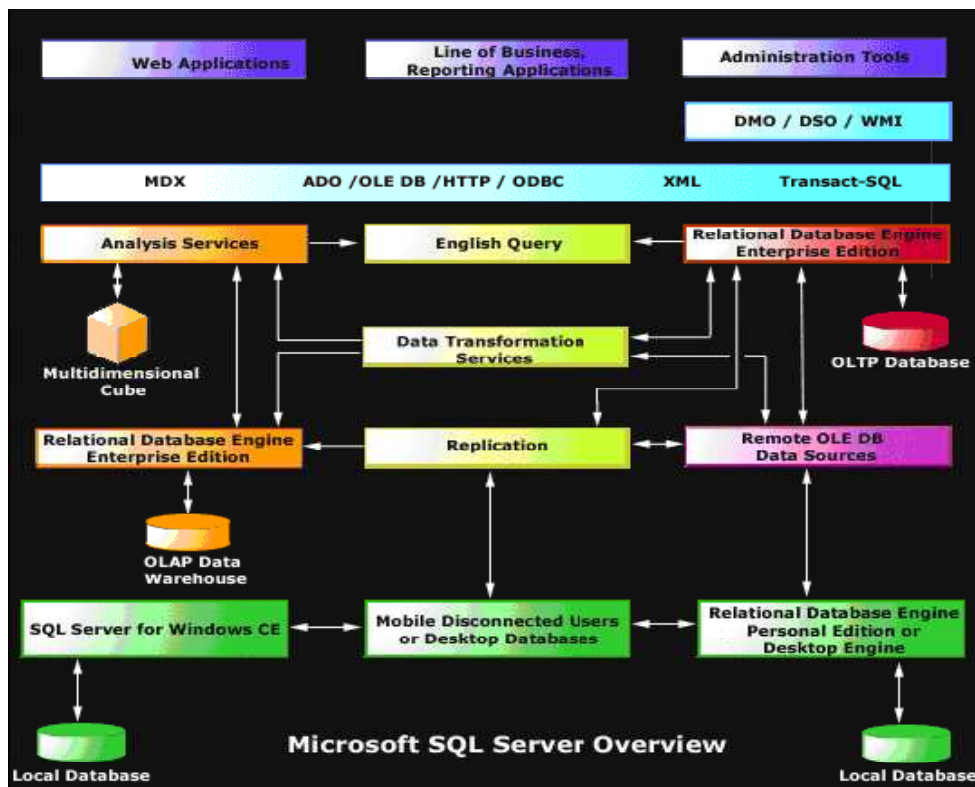 Web Applications
Line of Business,
Reporting Applications
Administration Tools
DMO / DSO / WMI
MDX ADO /OLE DB /HTTP / ODBC XML Transact-SQL
Analysis Services
English Query
Relational Database Engine
Enterprise Edition
Multidimensional
Cube
Data Transformation
Services
OLTP Database
Relational Database Engine
Enterprise Edition
Replication
Remote OLE DB
Data Sources
OLAP Data
Warehouse
SQL Server for Windows CE
Mobile Disconnected Users
or Desktop Databases
Relational Database Engine
Personal Edition or
Desktop Engine
Local Database
Microsoft SQL Server Overview
Local Database